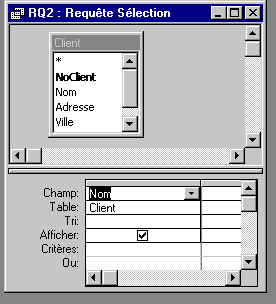 RQ2 : Requête Sélection
Client
*
NoClient
Nom
Adresse
Ville
Champ: Nom
Table: Client
Tri:
Afficher:
Critères:
Ou: